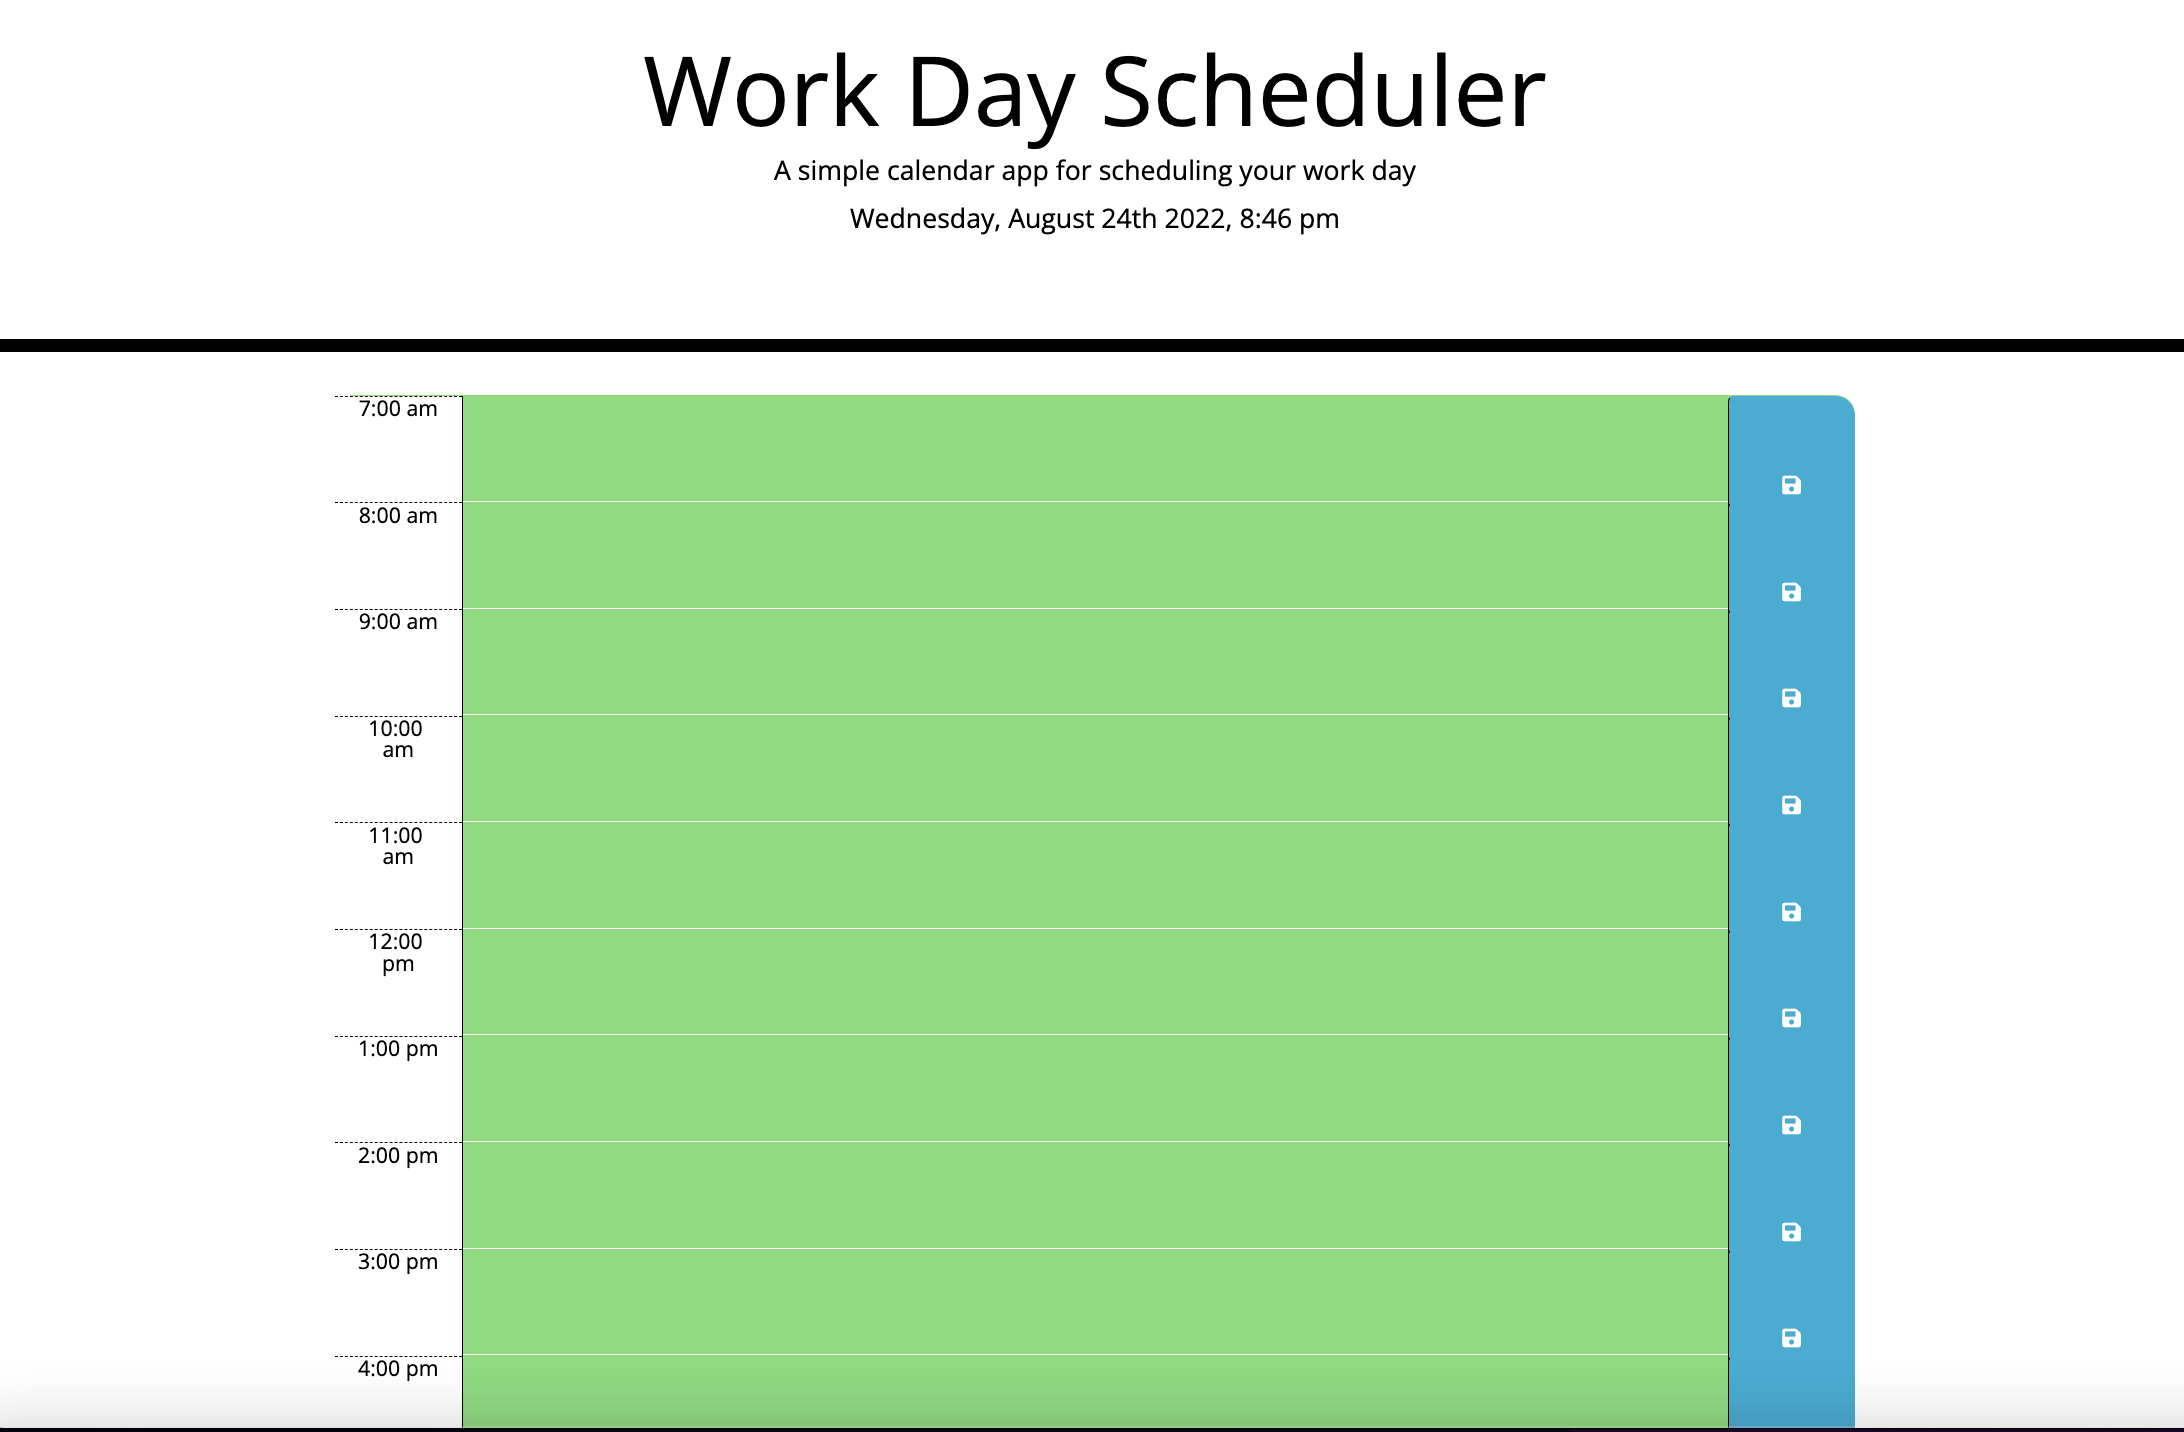 Work Day Scheduler
A simple calendar app for scheduling your work day
Wednesday, August 24th 2022, 8:46 pm
7:00 am
8:00 am
9:00 am
10:00
am
11:00
am
12:00
pm
1:00 pm
2:00 pm
3:00 pm
4:00 pm